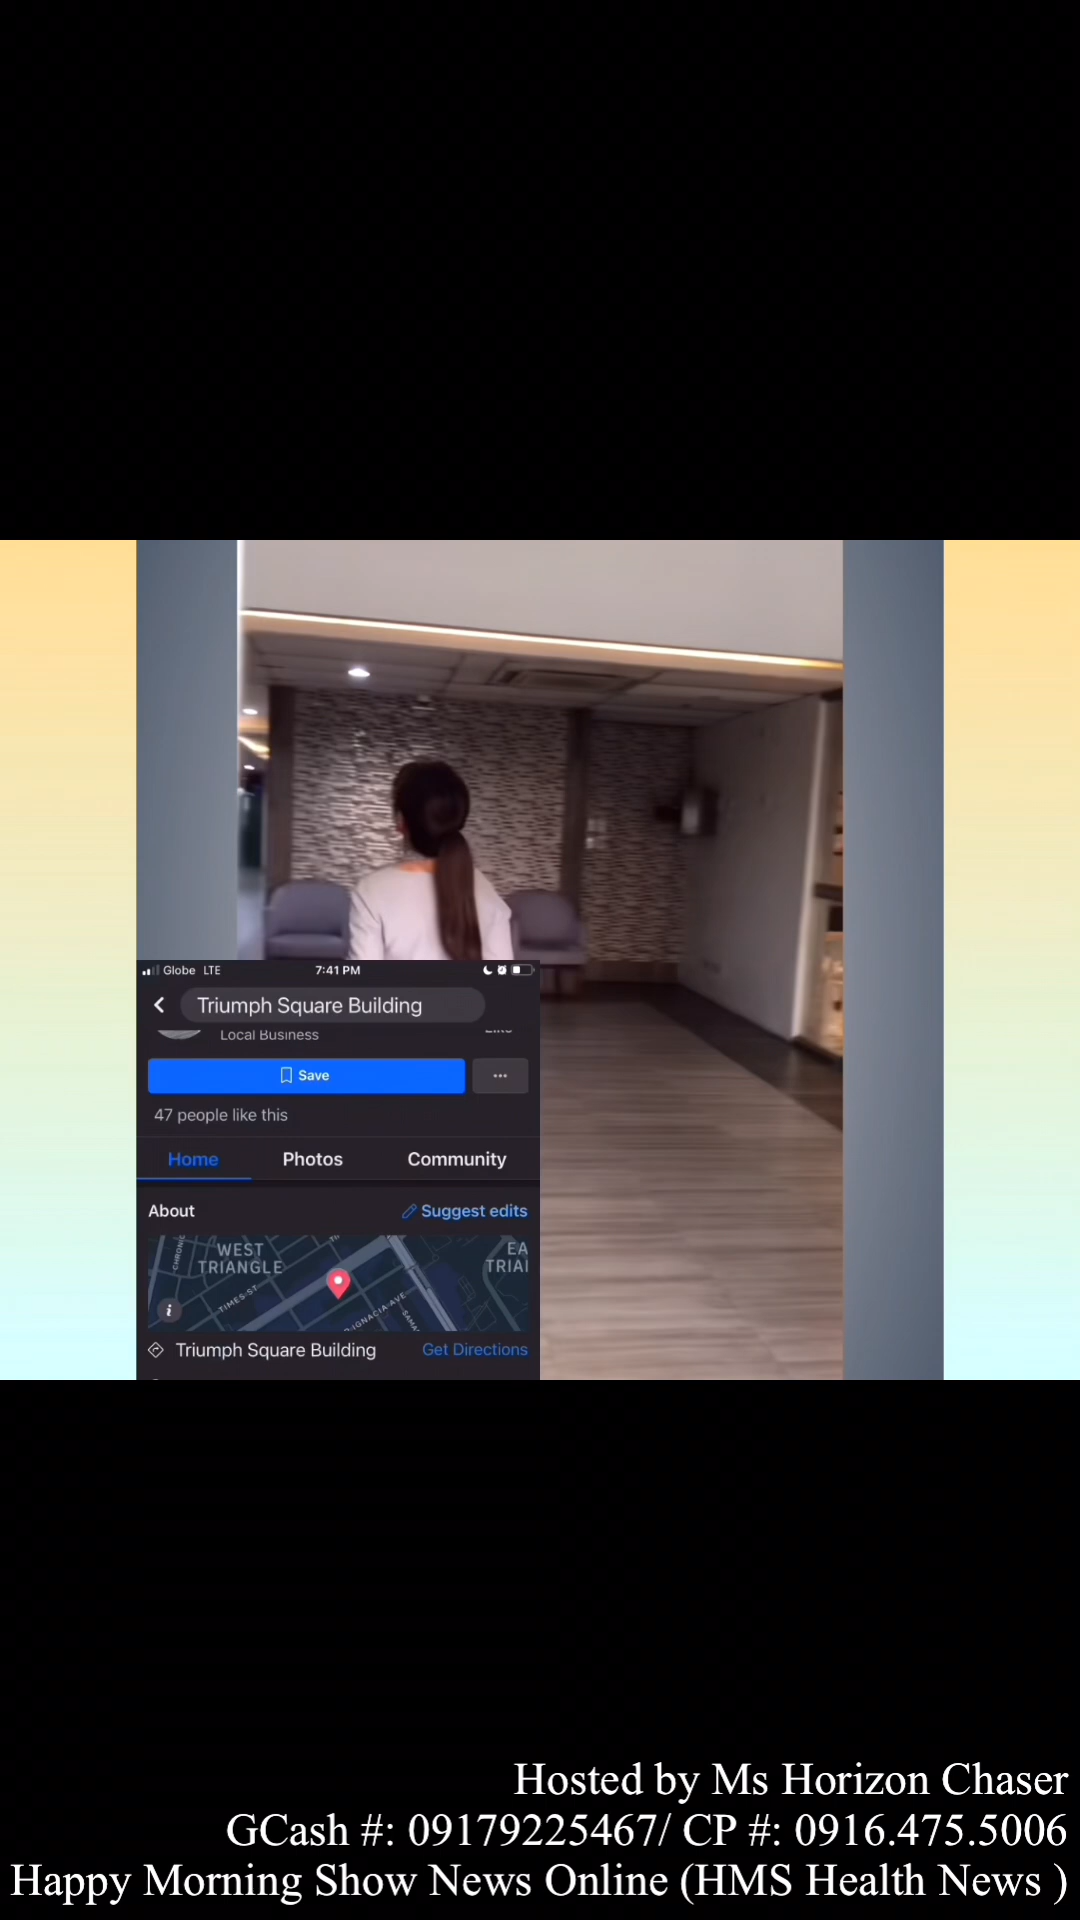 Globe LTE 7:41 PM
Triumph Square Building
Local Business
Save
47 people like this
Home Photos Community
About Suggest edits
WEST
TRIANGLE
TIMES ST
Triumph Square Building Get Directions
Hosted by Ms Horizon Chaser
GCash #: 09179225467/ CP #: 0916.475.5006
Happy Morning Show News Online (HMS Health News )